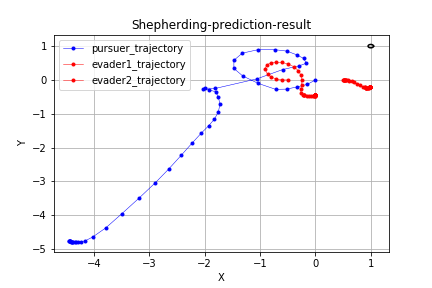 Shepherding-prediction-result
pursuer_trajectory
evader1_trajectory
evader2_trajectory
1
0
−1
−2
−3
−4
−5
Y
−4
−3
−2
−1
0
1
X